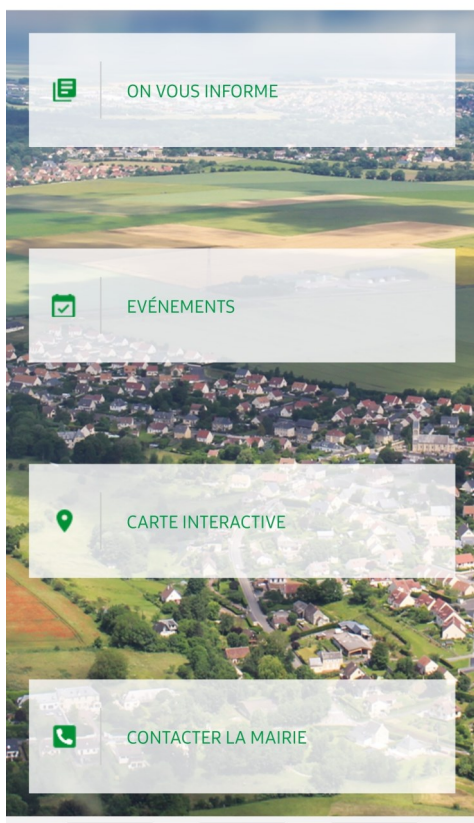 ON VOUS INFORME
EVÉNEMENTS
CARTE INTERACTIVE
CONTACTER LA MAIRIE